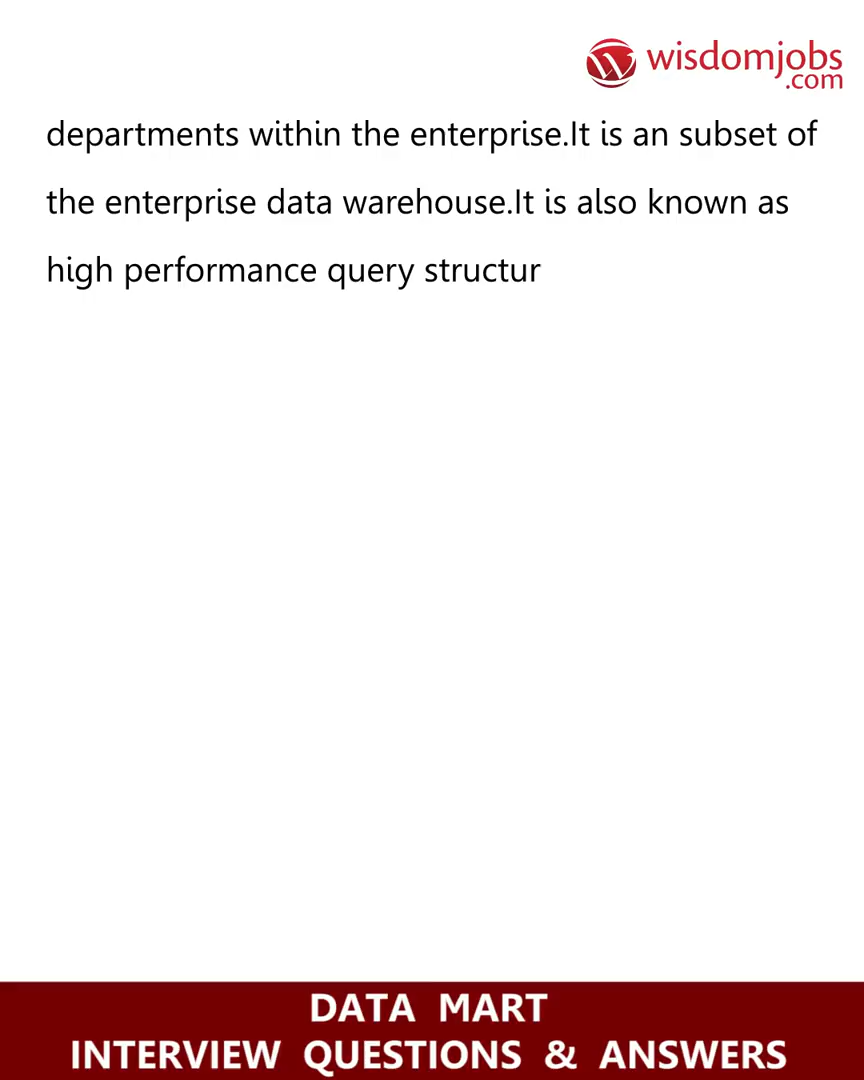 wisdomjobs
.com
departments within the enterprise.It is an subset of
the enterprise data warehouse.It is also known as
high performance query structur
DATA MART
INTERVIEW QUESTIONS & ANSWERS